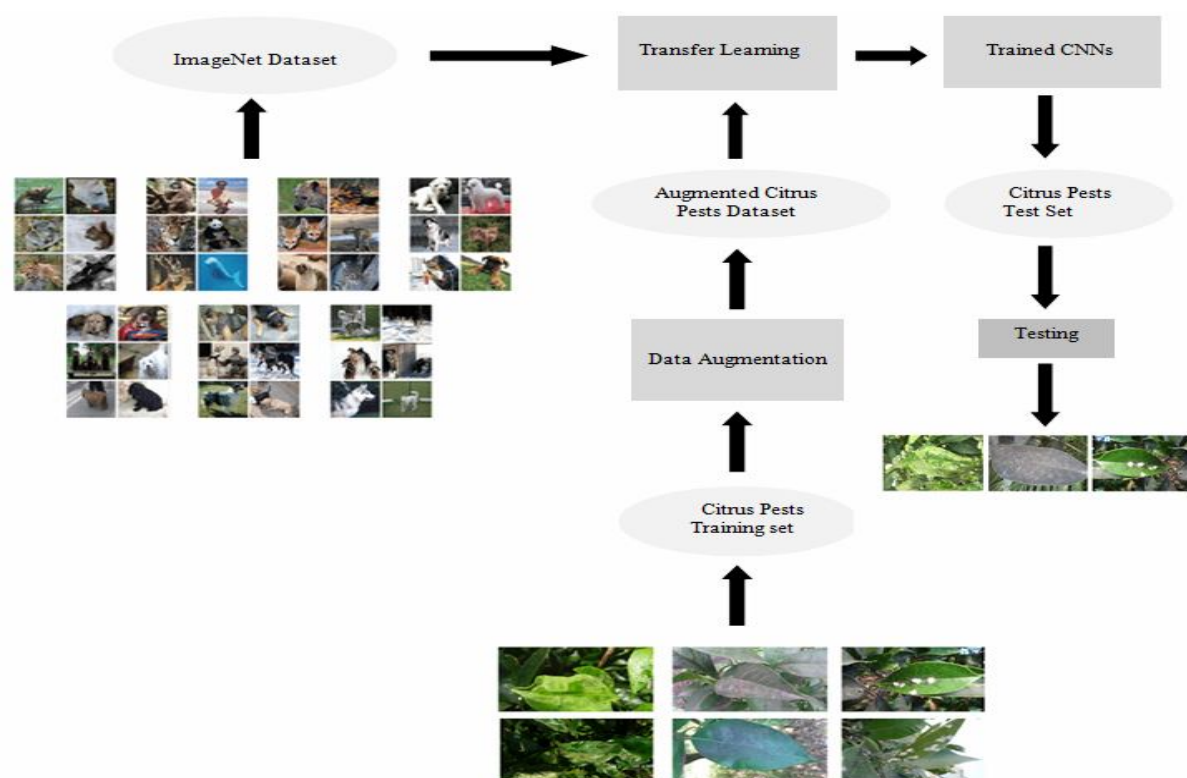 ImageNet Dataset
Transfer Learning
Trained CNNs
Augmented Citrus
Pests Dataset
Citrus Pests
Test Set
Data Augmentation
Testing
Citrus Pests
Training set